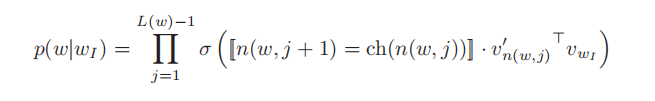 p(w|w_I) = \prod_{j=1}^{L(w)-1} \sigma \left( [\![ n(w, j+1) = \mathrm{ch}(n(w, j)) ]\!] \cdot {v'_{n(w,j)}}^{\top} v_{w_I} \right)